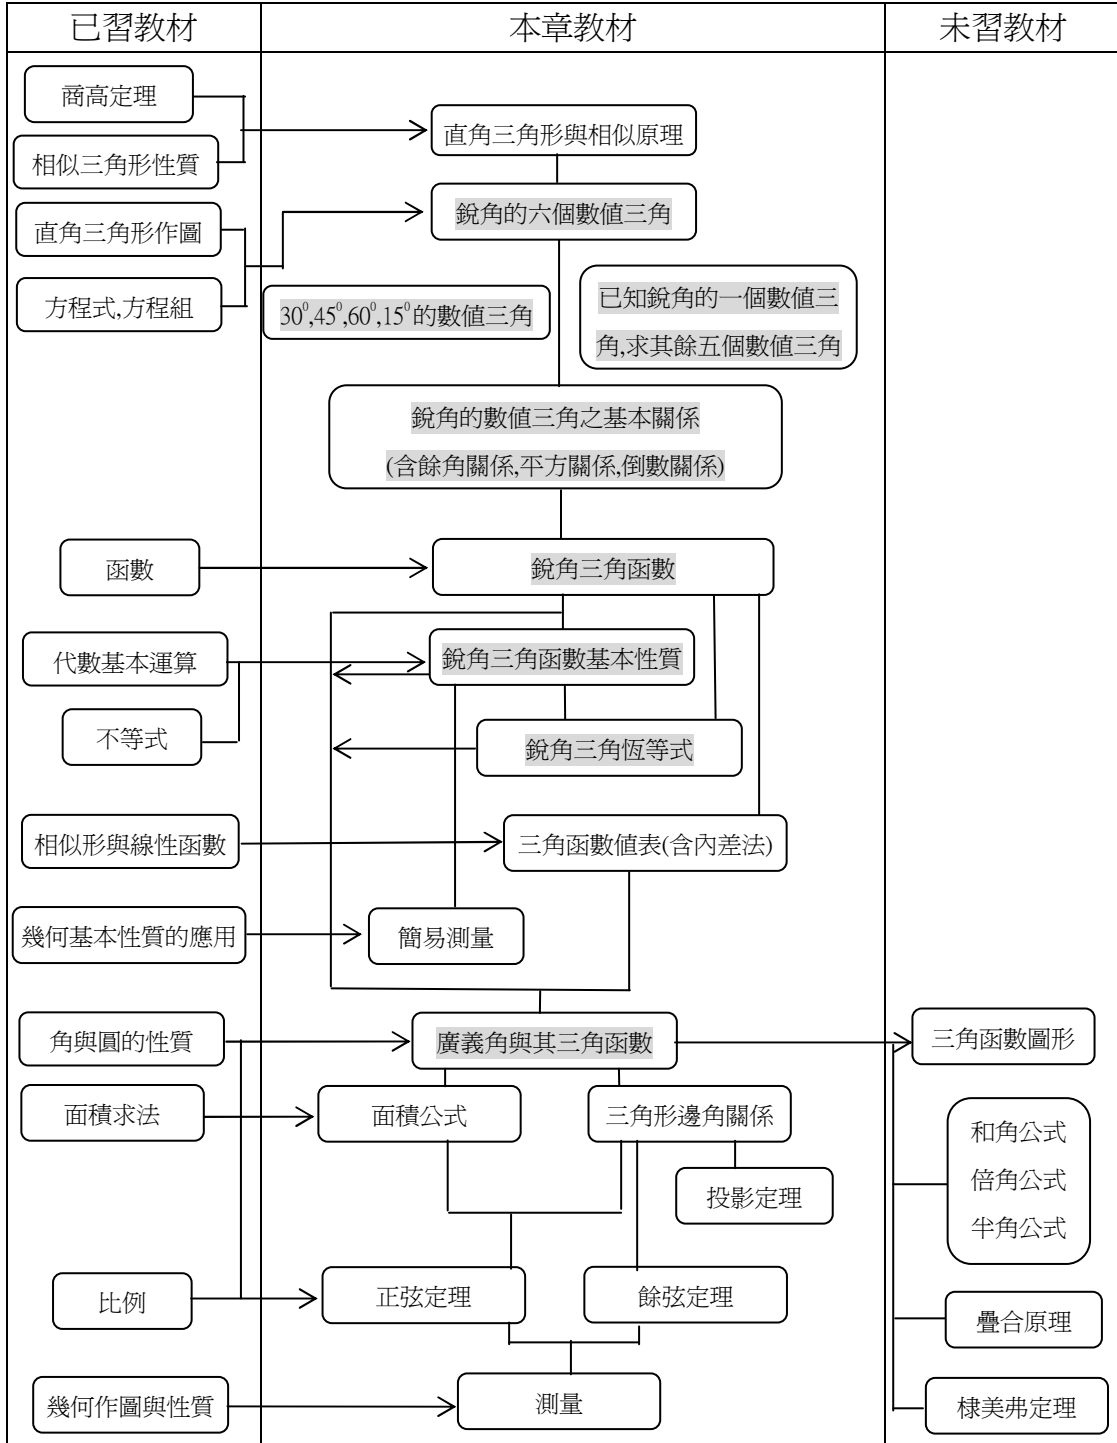 已習教材
本章教材
未習教材
商高定理
直角三角形與相似原理
相似三角形性質
銳角的六個數值三角
直角三角形作圖
方程式,方程組
30⁰,45⁰,60⁰,15⁰的數值三角
已知銳角的一個數值三
角,求其餘五個數值三角
銳角的數值三角之基本關係
(含餘角關係,平方關係,倒數關係)
函數
銳角三角函數
代數基本運算
銳角三角函數基本性質
不等式
銳角三角恆等式
相似形與線性函數
三角函數值表(含內差法)
幾何基本性質的應用
簡易測量
角與圓的性質
廣義角與其三角函數
三角函數圖形
面積求法
面積公式
三角形邊角關係
和角公式
倍角公式
半角公式
投影定理
比例
正弦定理
餘弦定理
疊合原理
幾何作圖與性質
測量
棣美弗定理